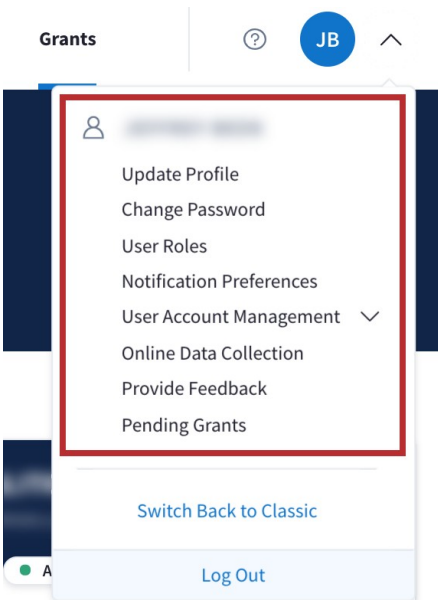 Grants
JB
Update Profile
Change Password
User Roles
Notification Preferences
User Account Management
Online Data Collection
Provide Feedback
Pending Grants
Switch Back to Classic
A
Log Out